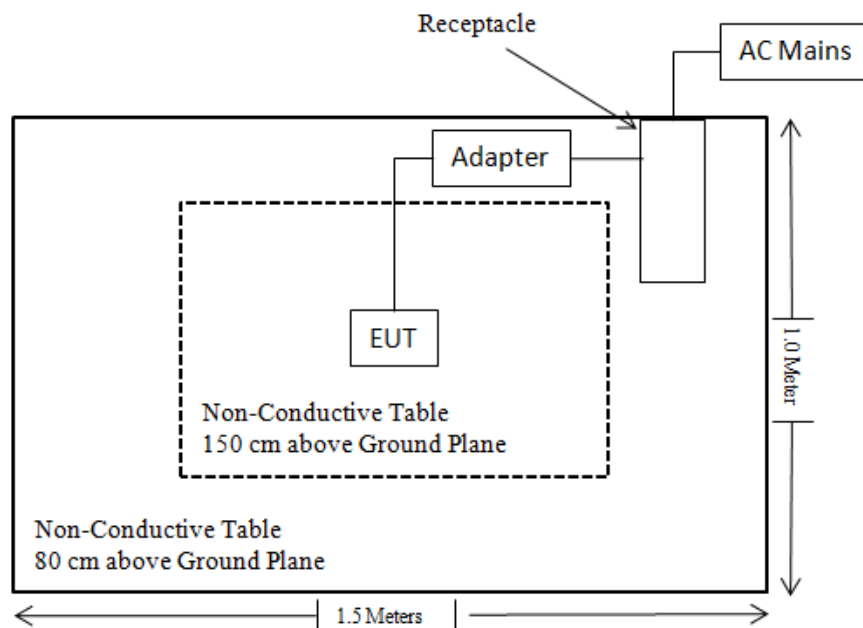 Receptacle
AC Mains
Adapter
EUT
Non-Conductive Table
150 cm above Ground Plane
1.0 Meter
Non-Conductive Table
80 cm above Ground Plane
1.5 Meters